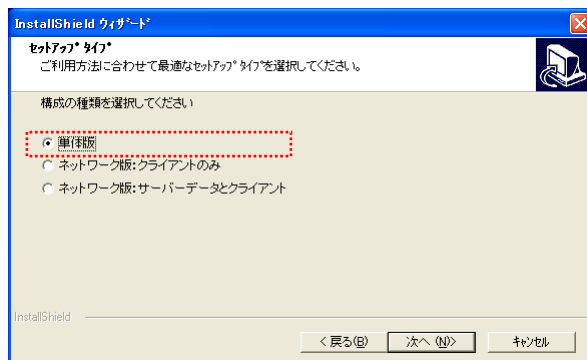 InstallShield ウィザード
セットアップ タイプ
ご利用方法に合わせて最適なセットアップ タイプを選択してください。
構成の種類を選択してください
単体版
ネットワーク版:クライアントのみ
ネットワーク版:サーバーデータとクライアント
InstallShield
< 戻る(B)
次へ (N)>
キャンセル